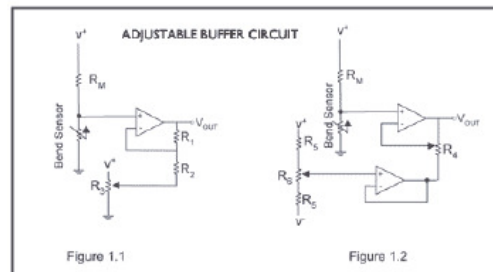 ADJUSTABLE BUFFER CIRCUIT
V+
RM
Bend Sensor
+
-
VOUT
R1
R2
V+
R3
Figure 1.1
V+
RM
Bend Sensor
+
-
VOUT
R4
V+
R5
R6
+
-
R5
V-
Figure 1.2